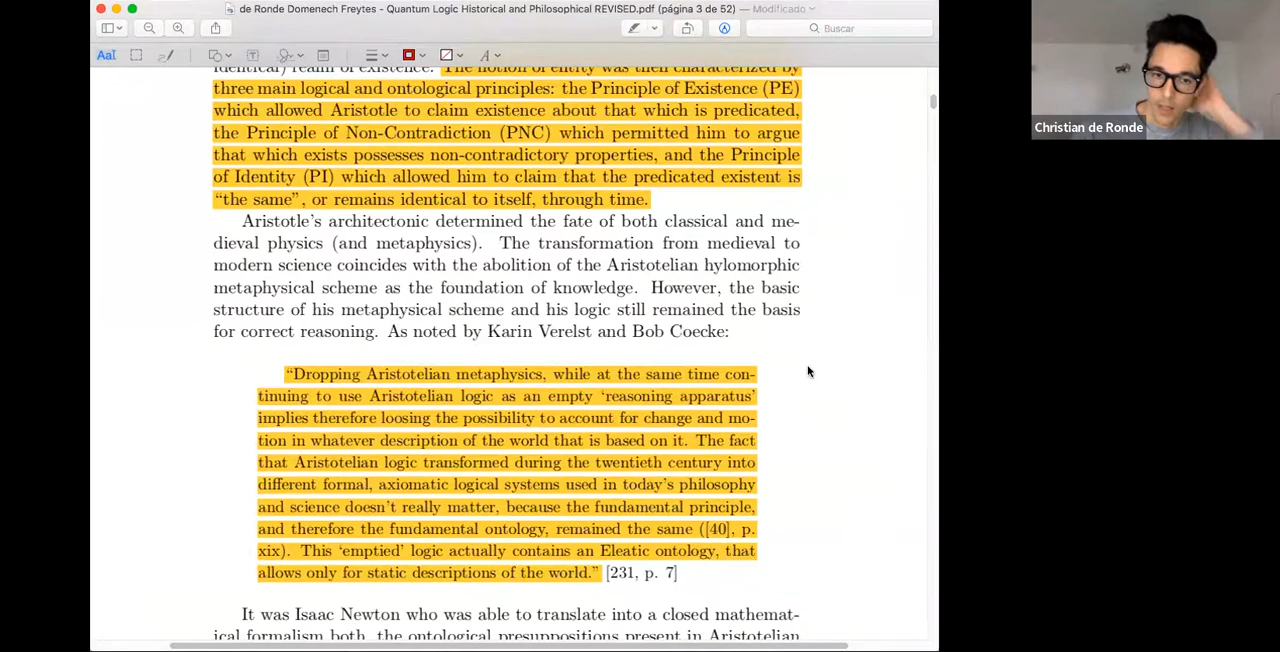 de Ronde Domenech Freytes - Quantum Logic Historical and Philosophical REVISED.pdf (página 3 de 52) — Modificado
Buscar
AaI
A
identical) realm of existence. The notion of entity was then characterized by
three main logical and ontological principles: the Principle of Existence (PE)
which allowed Aristotle to claim existence about that which is predicated,
the Principle of Non-Contradiction (PNC) which permitted him to argue
that which exists possesses non-contradictory properties, and the Principle
of Identity (PI) which allowed him to claim that the predicated existent is
“the same”, or remains identical to itself, through time.
Aristotle’s architectonic determined the fate of both classical and me-
dieval physics (and metaphysics). The transformation from medieval to
modern science coincides with the abolition of the Aristotelian hylomorphic
metaphysical scheme as the foundation of knowledge. However, the basic
structure of his metaphysical scheme and his logic still remained the basis
for correct reasoning. As noted by Karin Verelst and Bob Coecke:
“Dropping Aristotelian metaphysics, while at the same time con-
tinuing to use Aristotelian logic as an empty ‘reasoning apparatus’
implies therefore loosing the possibility to account for change and mo-
tion in whatever description of the world that is based on it. The fact
that Aristotelian logic transformed during the twentieth century into
different formal, axiomatic logical systems used in today’s philosophy
and science doesn’t really matter, because the fundamental principle,
and therefore the fundamental ontology, remained the same ([40], p.
xix). This ‘emptied’ logic actually contains an Eleatic ontology, that
allows only for static descriptions of the world.” [231, p. 7]
It was Isaac Newton who was able to translate into a closed mathemat-
ical formalism both, the ontological presuppositions present in Aristotelian
Christian de Ronde